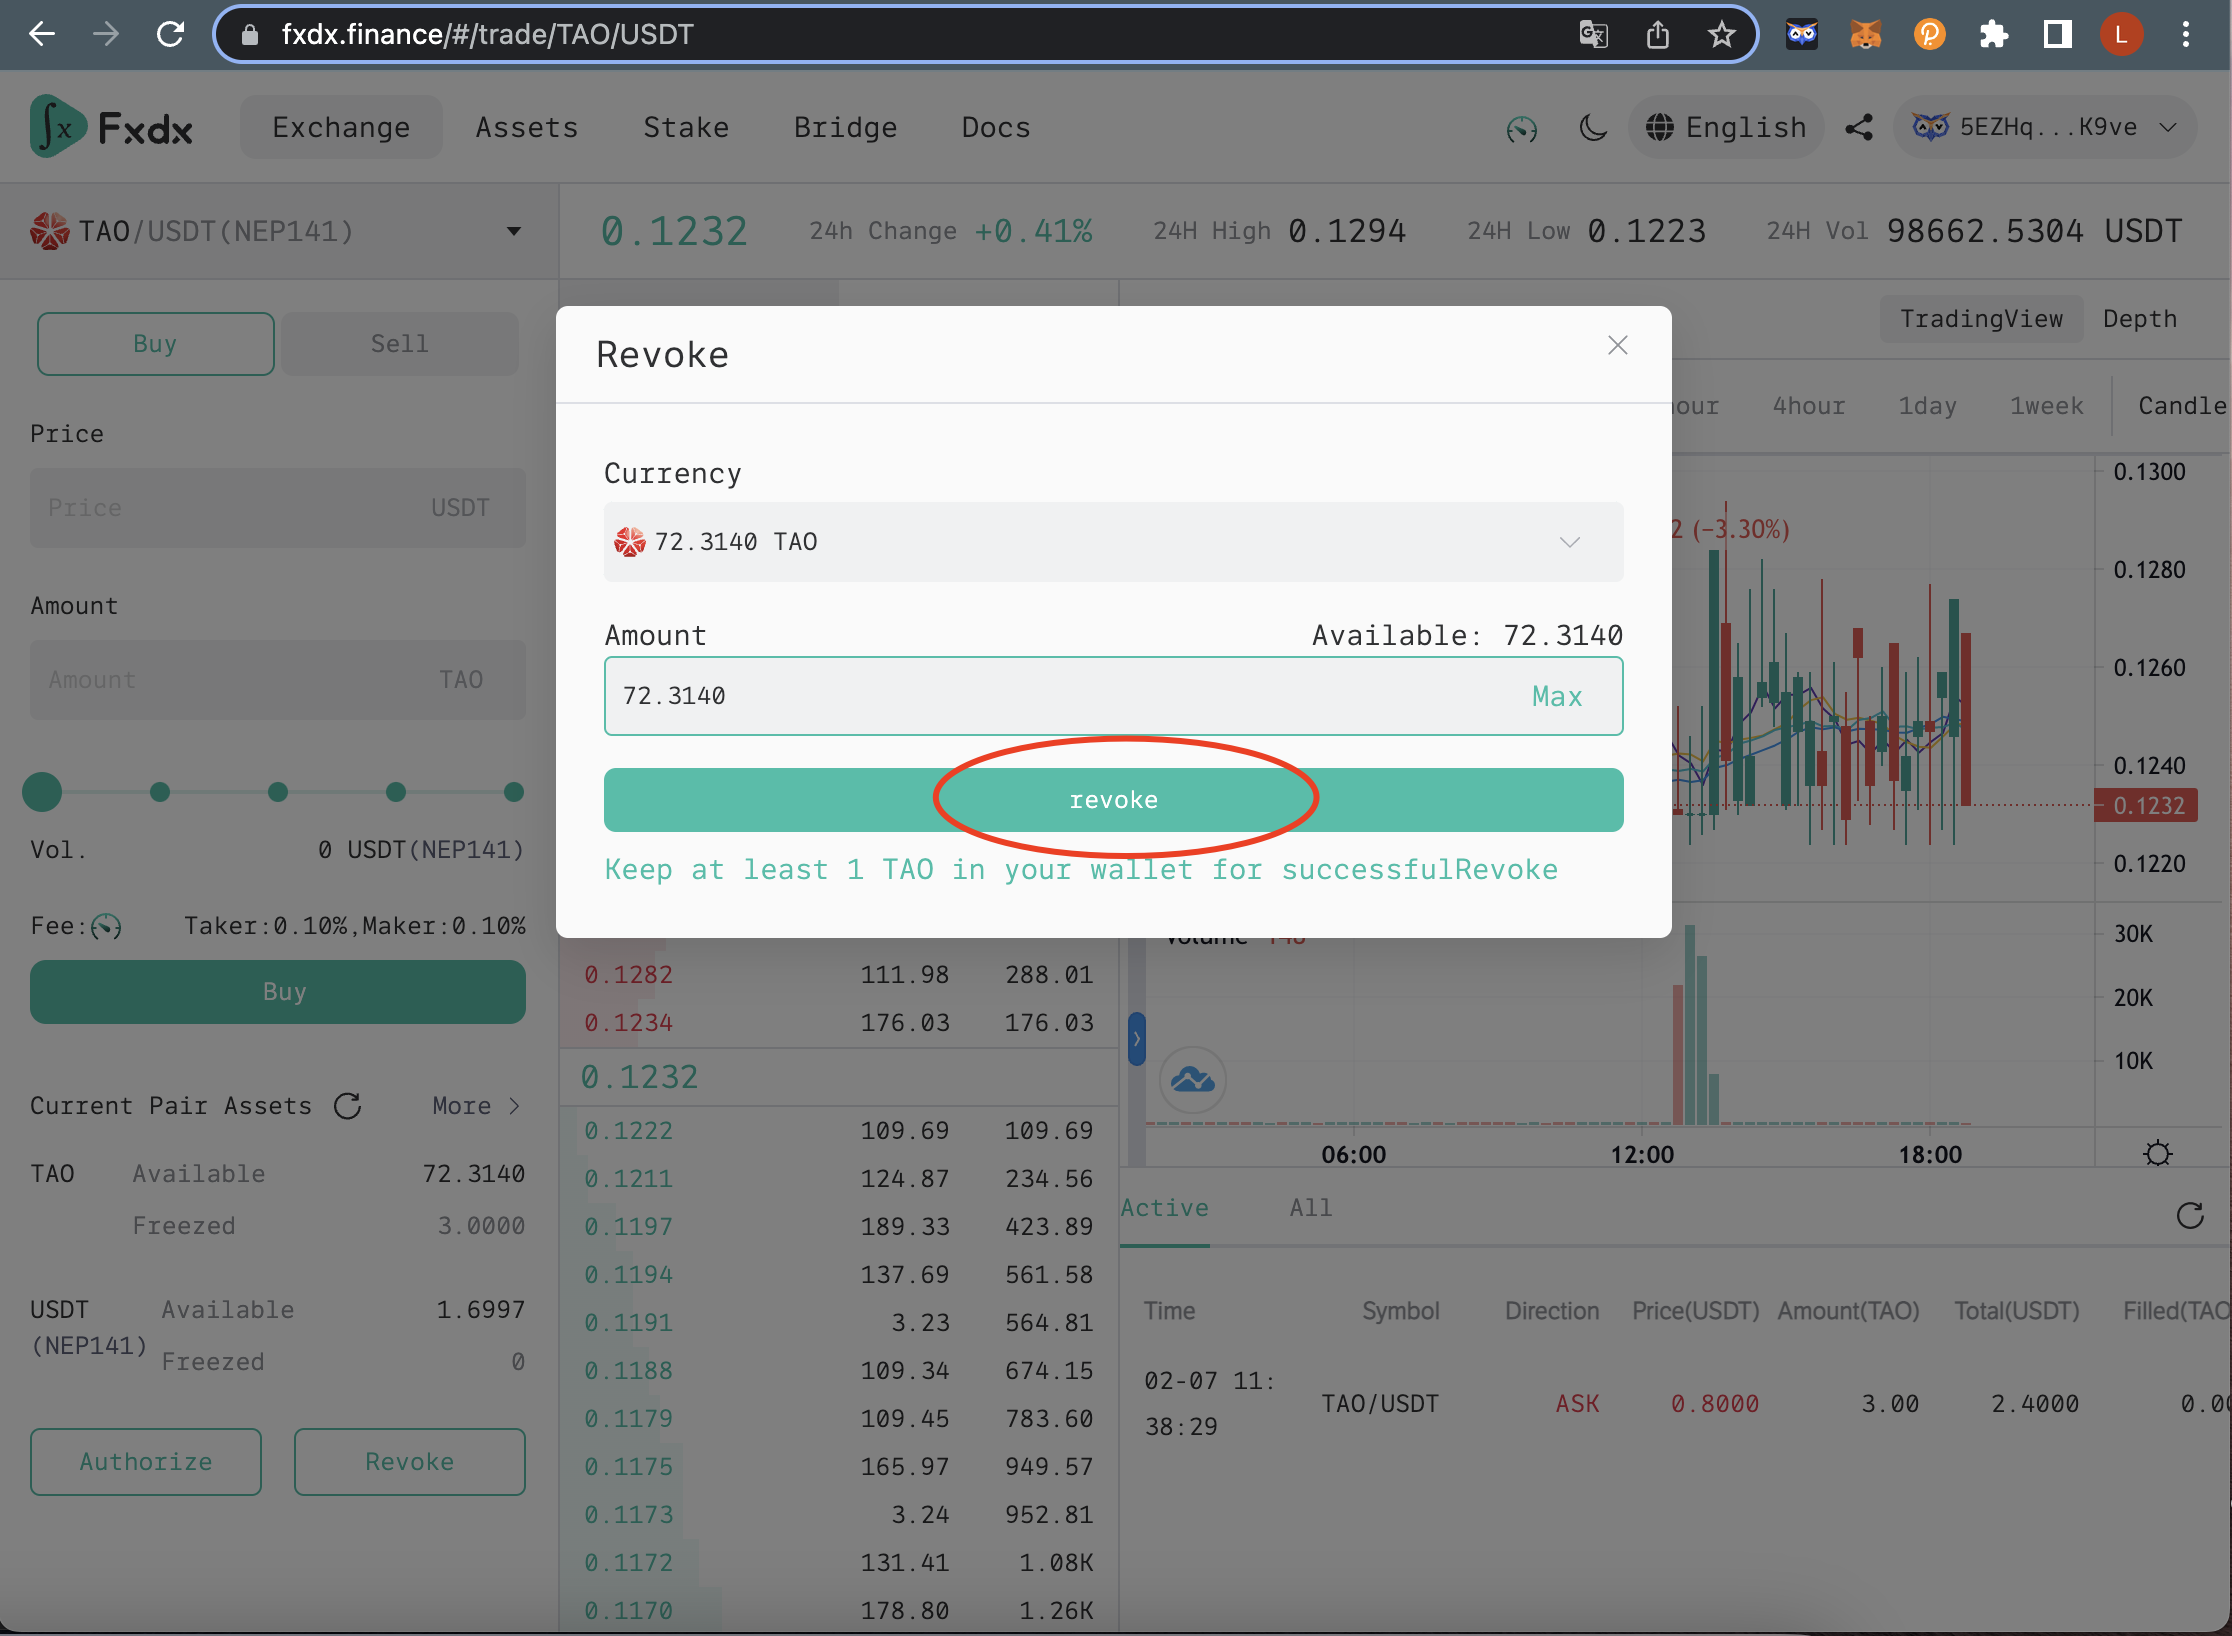 fxdx.finance/#/trade/TAO/USDT
L
Fxdx
Exchange
Assets
Stake
Bridge
Docs
English
5EZHq...K9ve
TAO/USDT(NEP141)
0.1232
24h Change +0.41%
24H High 0.1294
24H Low 0.1223
24H Vol 98662.5304 USDT
Buy
Sell
Price
Price USDT
Amount
Amount TAO
Vol. 0 USDT(NEP141)
Fee: Taker:0.10%,Maker:0.10%
Buy
Current Pair Assets
More
TAO Available 72.3140
Freezed 3.0000
USDT Available 1.6997
(NEP141)
Freezed 0
Authorize
Revoke
Revoke
Currency
72.3140 TAO
Amount Available: 72.3140
72.3140 Max
revoke
Keep at least 1 TAO in your wallet for successfulRevoke
0.1282 111.98 288.01
0.1234 176.03 176.03
0.1232
0.1222 109.69 109.69
0.1211 124.87 234.56
0.1197 189.33 423.89
0.1194 137.69 561.58
0.1191 3.23 564.81
0.1188 109.34 674.15
0.1179 109.45 783.60
0.1175 165.97 949.57
0.1173 3.24 952.81
0.1172 131.41 1.08K
0.1170 178.80 1.26K
TradingView
Depth
4hour
1day
1week
Candle
2 (−3.30%)
0.1300
0.1280
0.1260
0.1240
0.1232
0.1220
30K
20K
10K
06:00
12:00
18:00
Active
All
Time Symbol Direction Price(USDT) Amount(TAO) Total(USDT) Filled(TAO
02-07 11:
38:29
TAO/USDT ASK 0.8000 3.00 2.4000 0.00